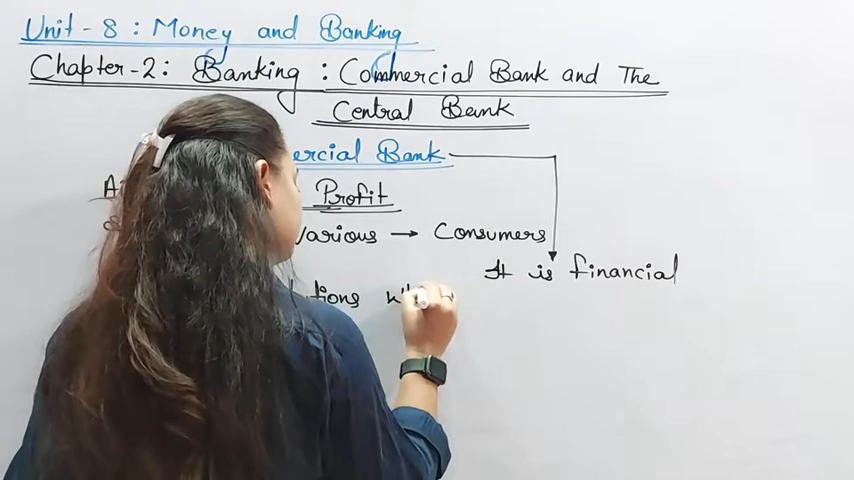 Unit - 8 : Money and Banking
Chapter - 2 : Banking : Commercial Bank and The
Central Bank
ercial Bank
Profit
Various → Consumers
It is financial
tions